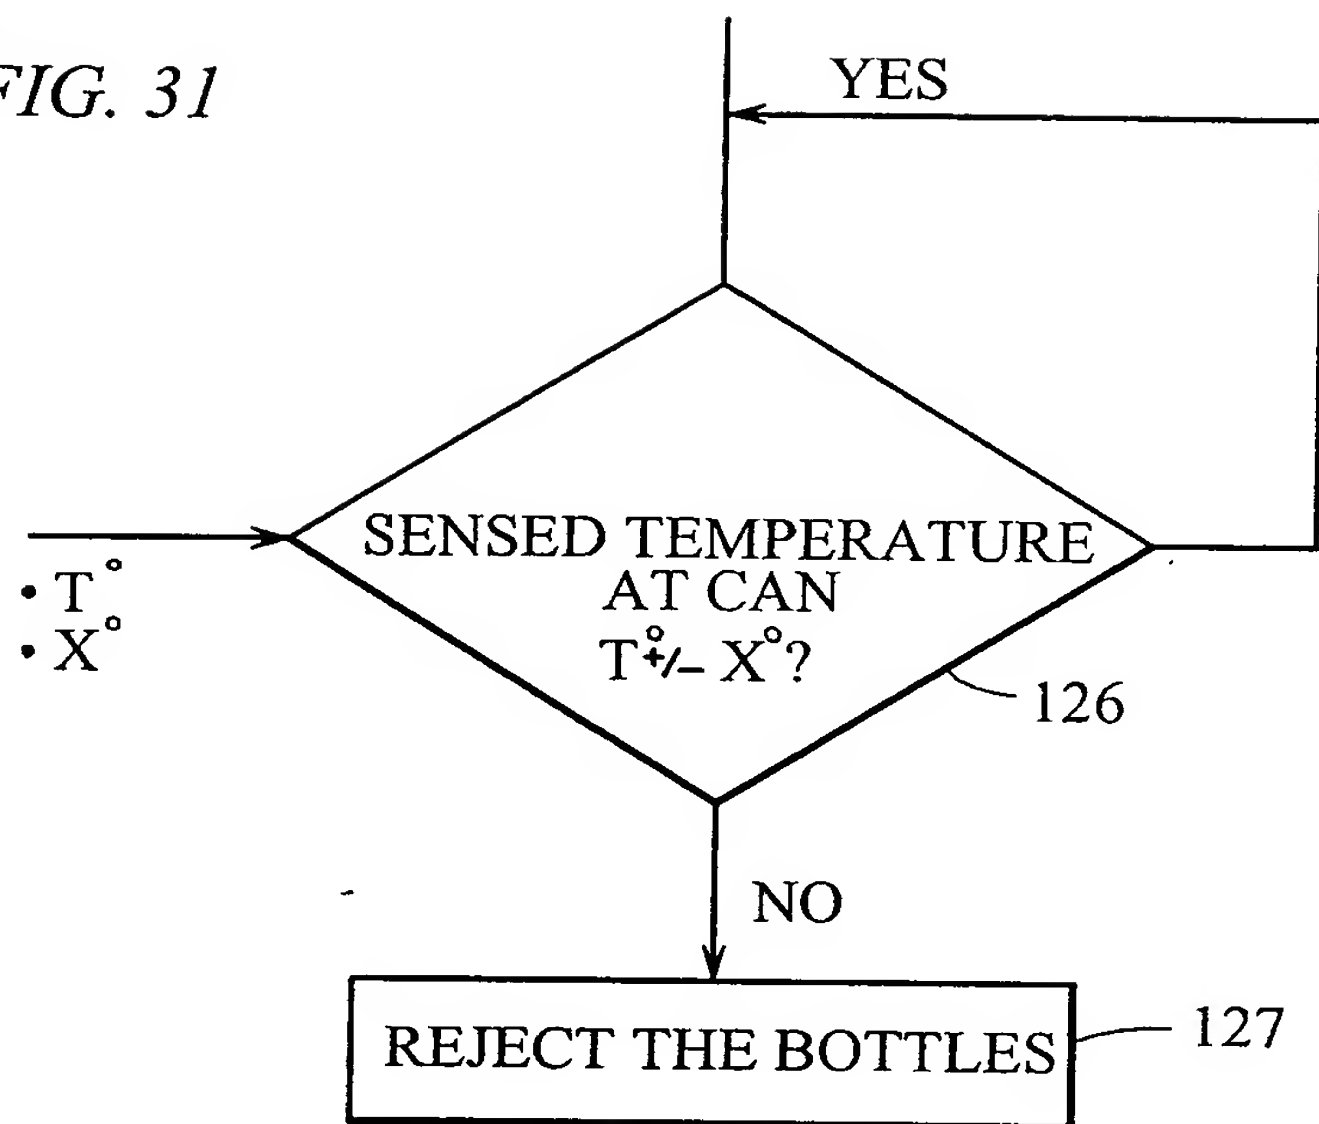 FIG. 31
YES
SENSED TEMPERATURE
AT CAN
T°+/- X°?
• T°
• X°
126
NO
REJECT THE BOTTLES
127